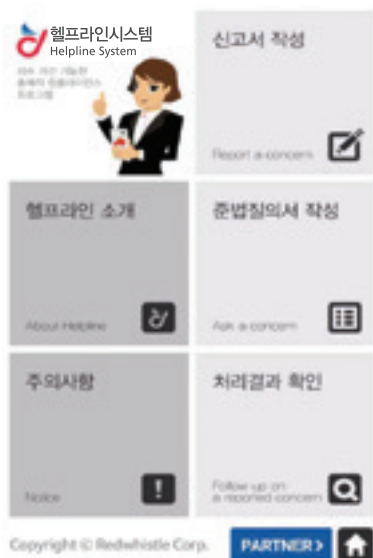 헬프라인시스템
Helpline System
신고서 작성
Report a concern
헬프라인 소개
About Helpline
준법질의서 작성
Ask a concern
주의사항
Notice
처리결과 확인
Follow up on
a reported concern
Copyright © Redwhistle Corp.
PARTNER >